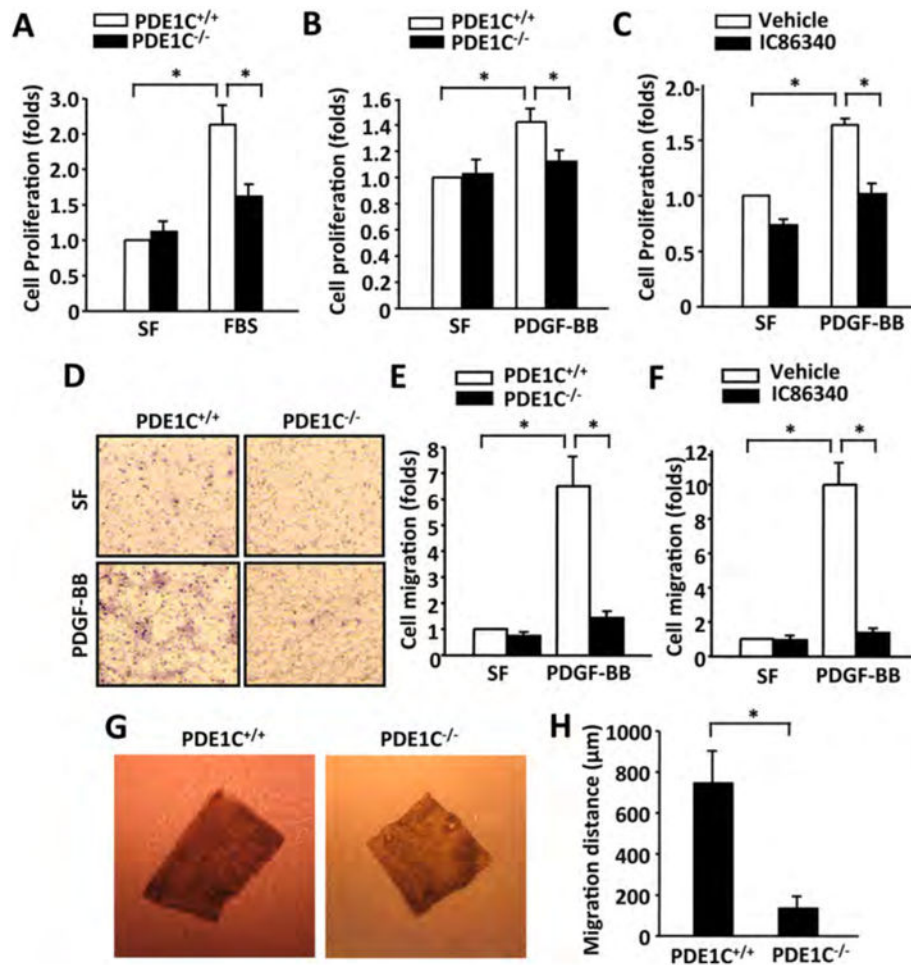 A
PDE1C+/+
PDE1C-/-
*
*
Cell Proliferation (folds)
3.0
2.5
2.0
1.5
1.0
0.5
0
SF FBS
B
PDE1C+/+
PDE1C-/-
*
*
Cell proliferation (folds)
1.6
1.4
1.2
1.0
0.8
0.6
0.4
0.2
0
SF PDGF-BB
C
Vehicle
IC86340
*
*
Cell Proliferation (folds)
2.0
1.5
1.0
0
SF PDGF-BB
D
PDE1C+/+ PDE1C-/-
SF
PDGF-BB
E
PDE1C+/+
PDE1C-/-
*
*
Cell migration (folds)
8
7
6
5
4
2
1
0
SF PDGF-BB
F
Vehicle
IC86340
*
*
Cell migration (folds)
12
10
8
6
4
2
0
SF PDGF-BB
G
PDE1C+/+ PDE1C-/-
H
*
Migration distance (μm)
1000
800
600
400
200
0
PDE1C+/+ PDE1C-/-